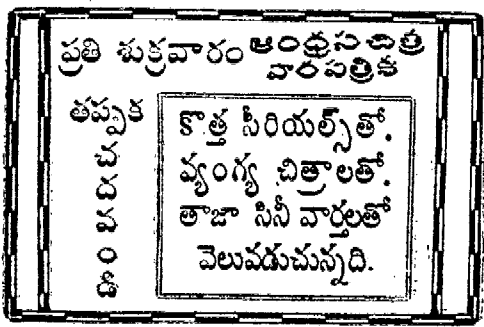 ప్రతి శుక్రవారం ఆంధ్రసచిత్ర
వారపత్రిక
తప్పక
చ
ద
వ
ం
డి
కొత్త సీరియల్స్‌తో.
వ్యంగ్య చిత్రాలతో.
తాజా సినీ వార్తలతో
వెలువడుచున్నది.